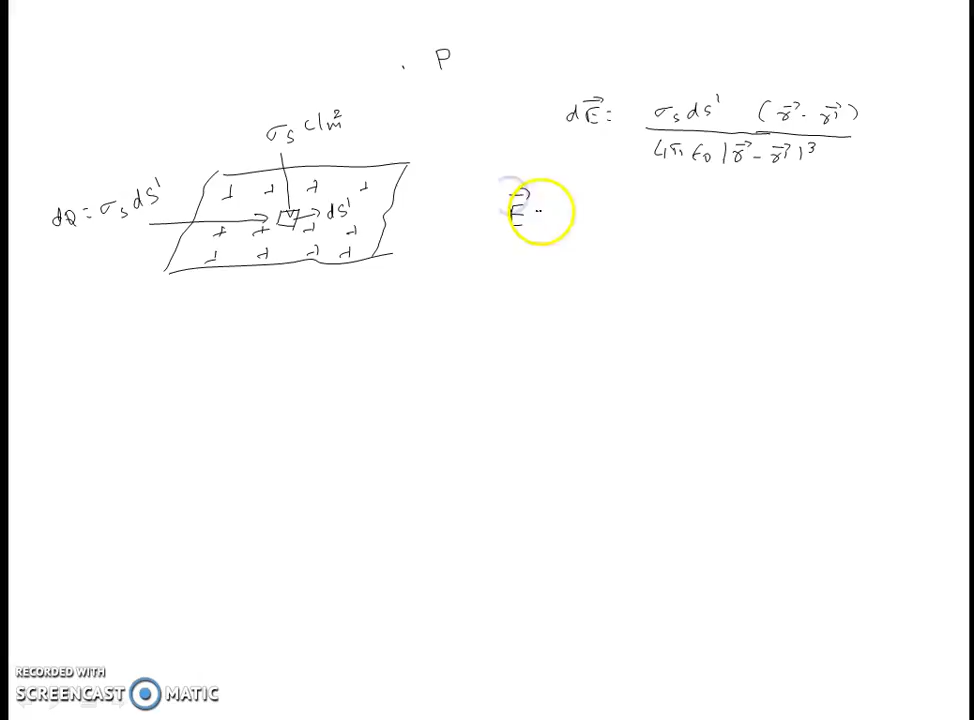 . P
σs C/m²
dQ = σs dS'
dS'
+ + + +
+ + + +
+ + + +
dE⃗ = σs dS' (r⃗ - r⃗') / 4π ϵ0 |r⃗ - r⃗'|³
E⃗ =
RECORDED WITH
SCREENCAST MATIC